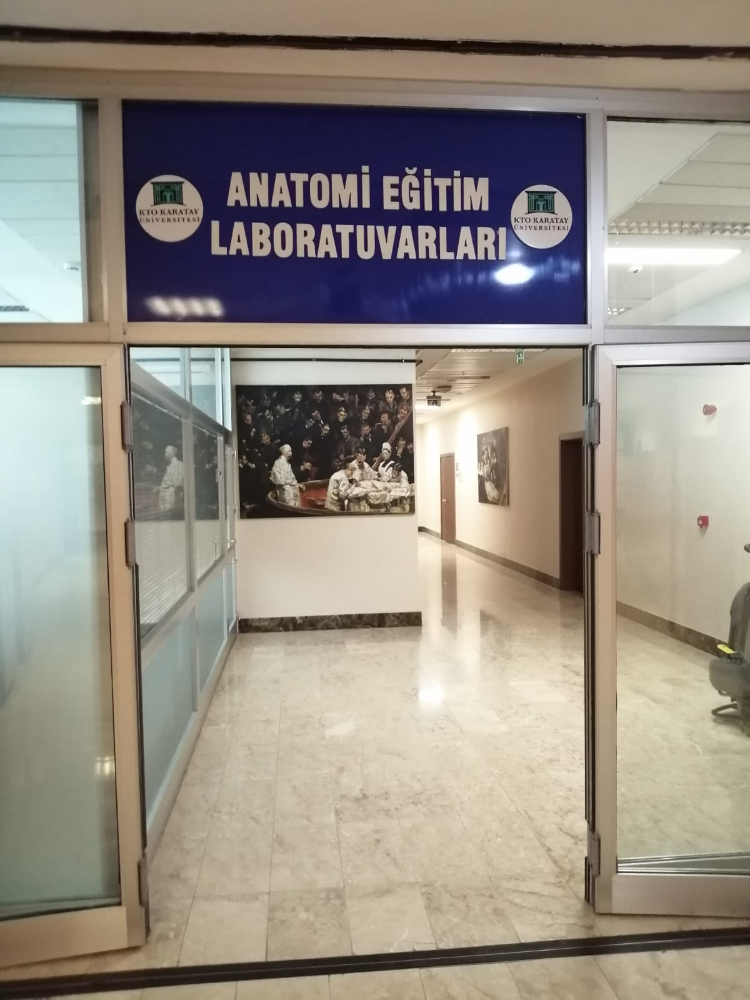 ANATOMİ EĞİTİM
LABORATUVARLARI
KTO KARATAY
ÜNİVERSİTESİ
KTO KARATAY
ÜNİVERSİTESİ